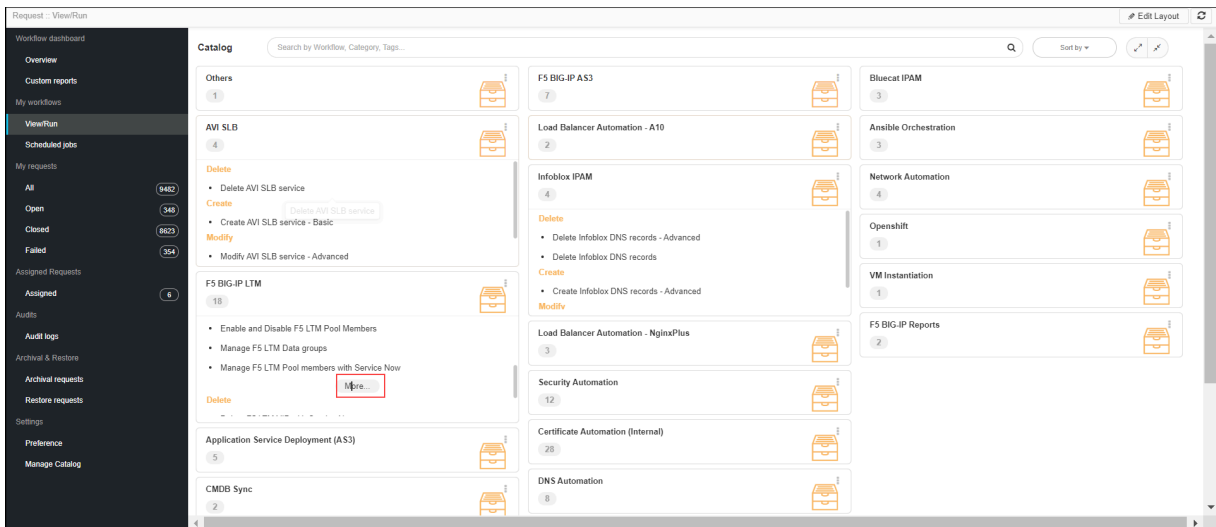 Request :: View/Run
Edit Layout
Workflow dashboard
Overview
Custom reports
My workflows
View/Run
Scheduled jobs
My requests
All 9482
Open 348
Closed 8623
Failed 354
Assigned Requests
Assigned 6
Audits
Audit logs
Archival & Restore
Archival requests
Restore requests
Settings
Preference
Manage Catalog
Catalog
Search by Workflow, Category, Tags...
Sort by
Others
1
AVI SLB
4
Delete
Delete AVI SLB service
Create
Delete AVI SLB service
Create AVI SLB service - Basic
Modify
Modify AVI SLB service - Advanced
F5 BIG-IP LTM
18
Enable and Disable F5 LTM Pool Members
Manage F5 LTM Data groups
Manage F5 LTM Pool members with Service Now
More...
Delete
Application Service Deployment (AS3)
5
CMDB Sync
2
F5 BIG-IP AS3
7
Load Balancer Automation - A10
2
Infoblox IPAM
4
Delete
Delete Infoblox DNS records - Advanced
Delete Infoblox DNS records
Create
Create Infoblox DNS records - Advanced
Modify
Load Balancer Automation - NginxPlus
3
Security Automation
12
Certificate Automation (Internal)
28
DNS Automation
8
Bluecat IPAM
3
Ansible Orchestration
3
Network Automation
4
Openshift
1
VM Instantiation
1
F5 BIG-IP Reports
2